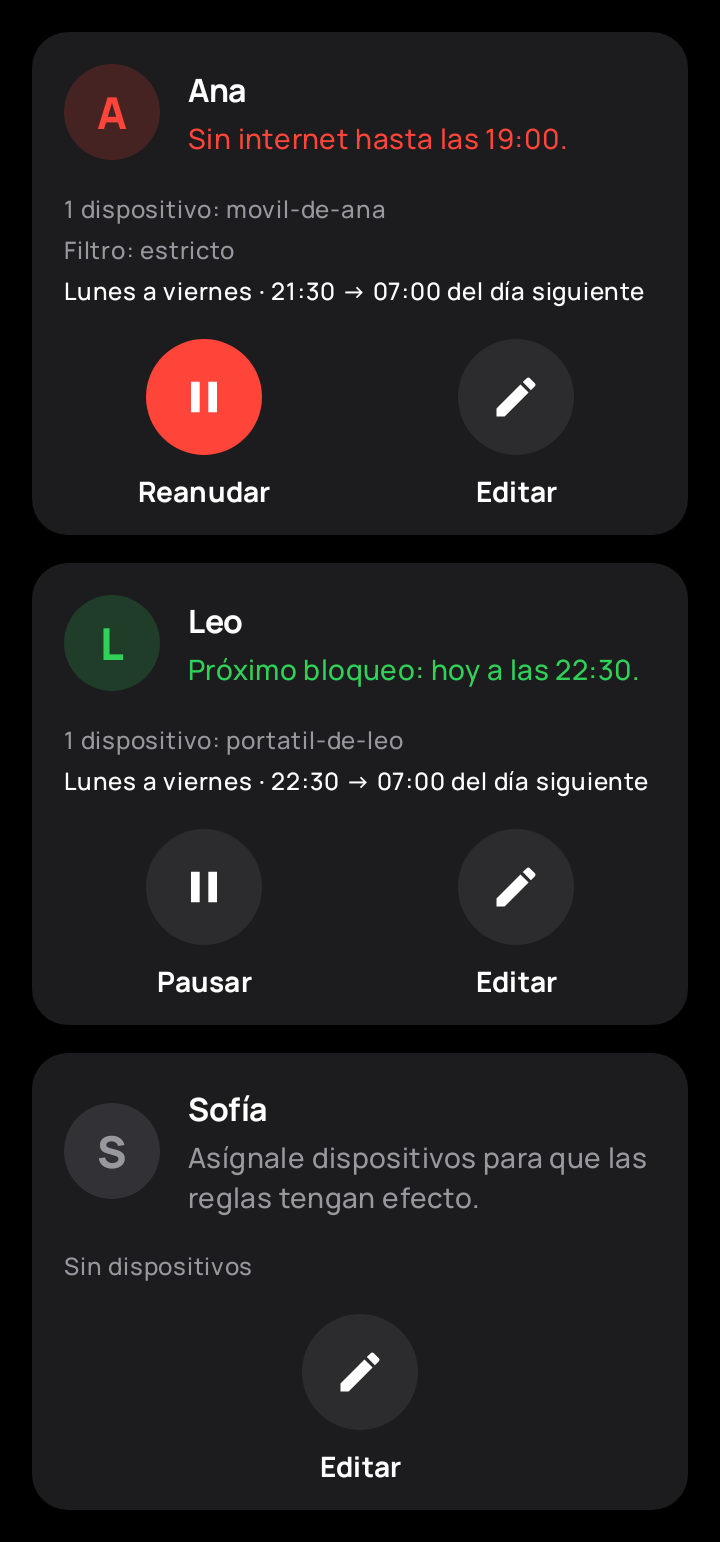 A
Ana
Sin internet hasta las 19:00.
1 dispositivo: movil-de-ana
Filtro: estricto
Lunes a viernes · 21:30 → 07:00 del día siguiente
Reanudar
Editar
L
Leo
Próximo bloqueo: hoy a las 22:30.
1 dispositivo: portatil-de-leo
Lunes a viernes · 22:30 → 07:00 del día siguiente
Pausar
Editar
S
Sofía
Asígnale dispositivos para que las
reglas tengan efecto.
Sin dispositivos
Editar